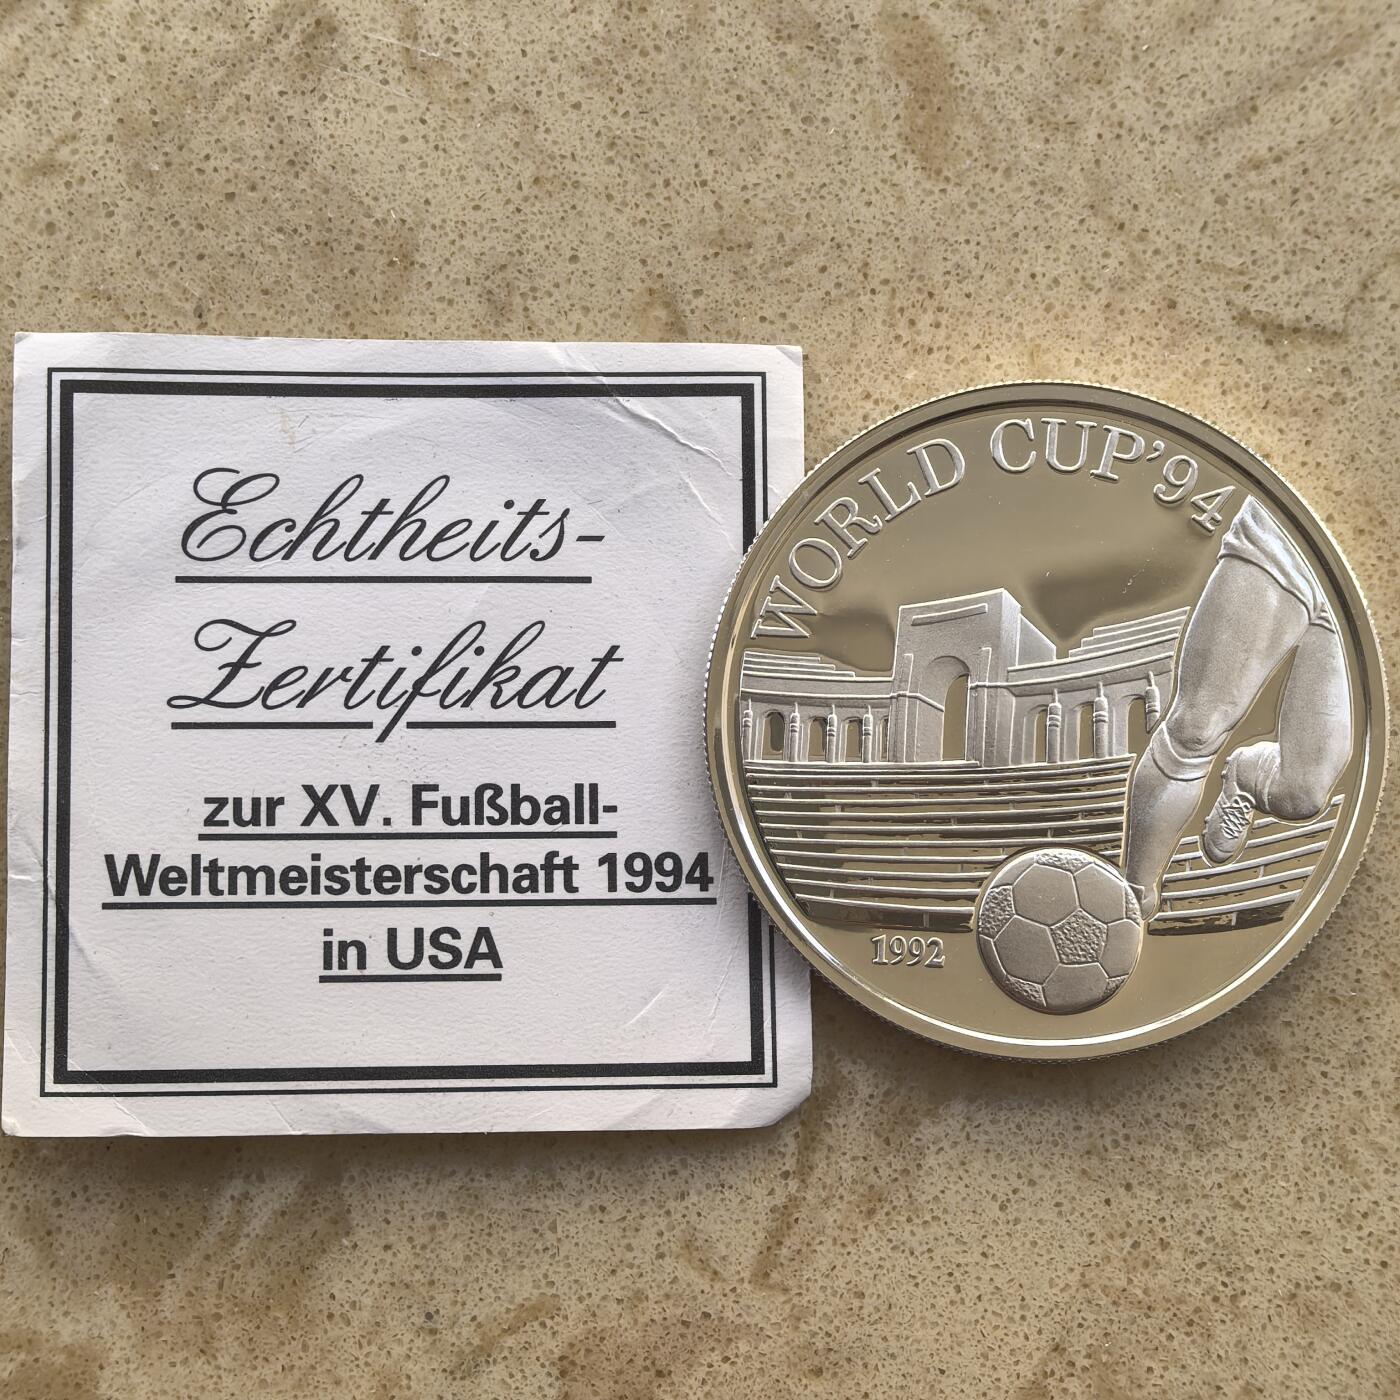 Echtheits-
Zertifikat
zur XV. Fußball-
Weltmeisterschaft 1994
in USA
WORLD CUP'94
1992